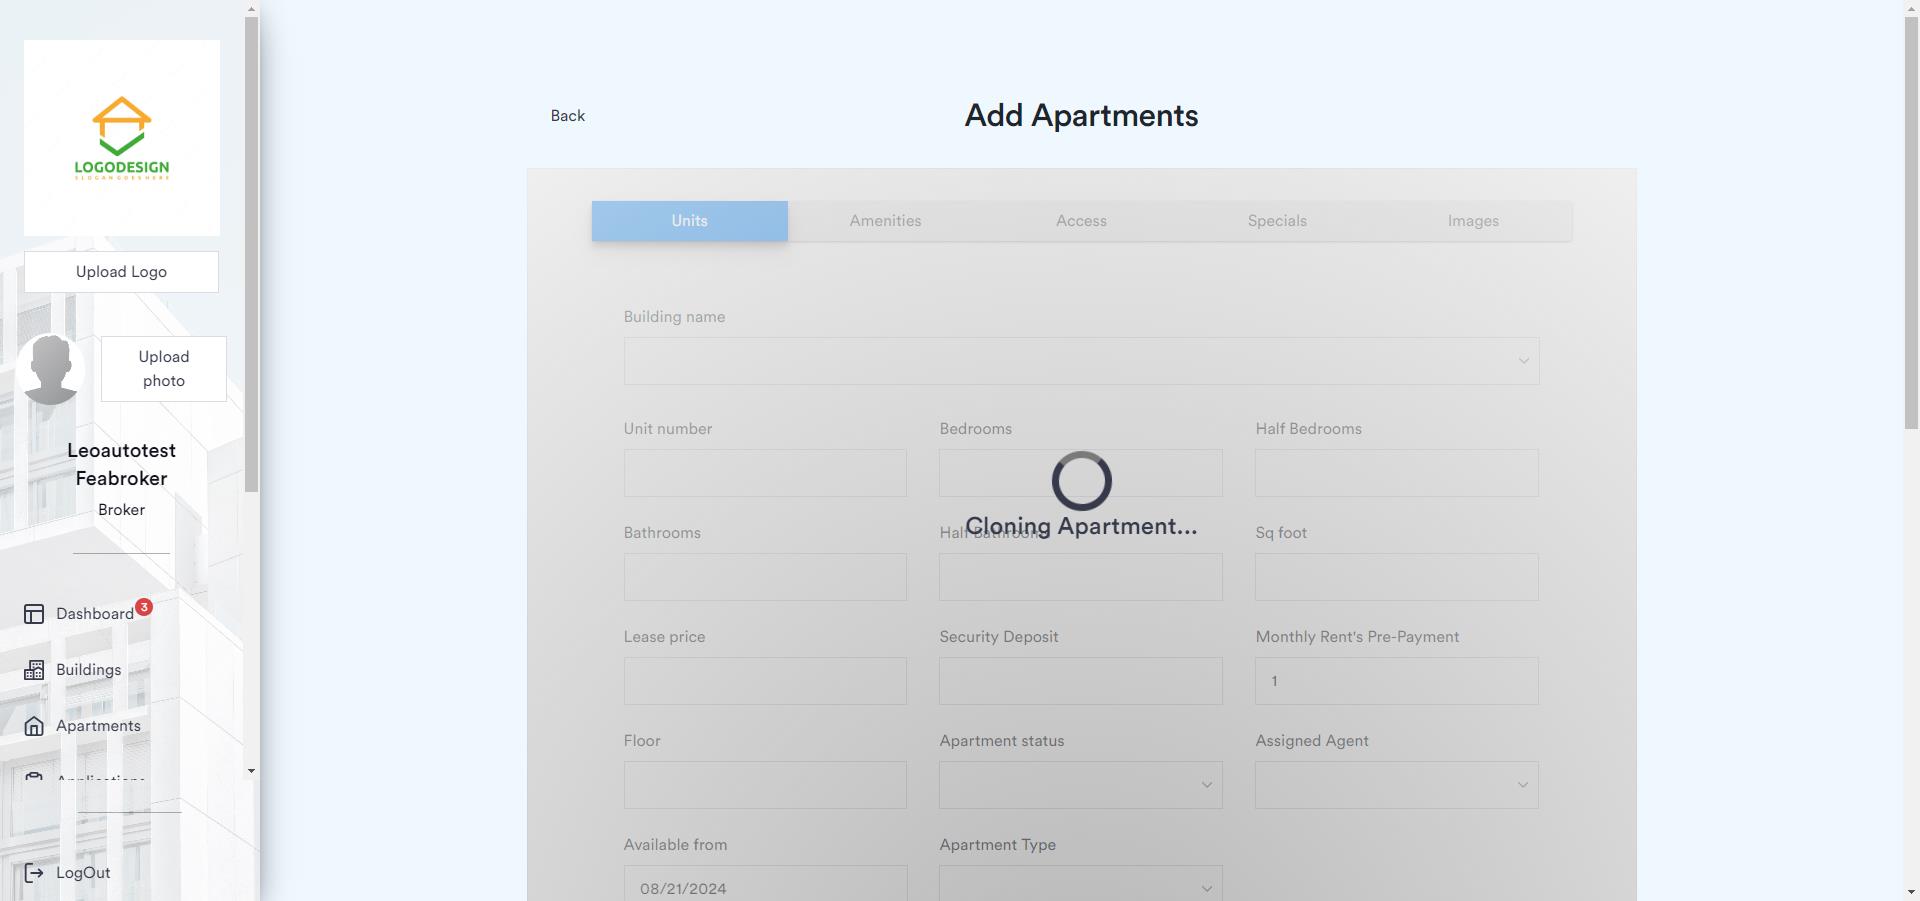 LOGODESIGN
SLOGANGOESHERE
Upload Logo
Upload
photo
Leoautotest
Feabroker
Broker
Dashboard 3
Buildings
Apartments
Applications
LogOut
Back
Add Apartments
Units Amenities Access Specials Images
Building name
Unit number Bedrooms Half Bedrooms
Cloning Apartment...
Bathrooms Half Bathrooms Sq foot
Lease price Security Deposit Monthly Rent's Pre-Payment
1
Floor Apartment status Assigned Agent
Available from Apartment Type
08/21/2024